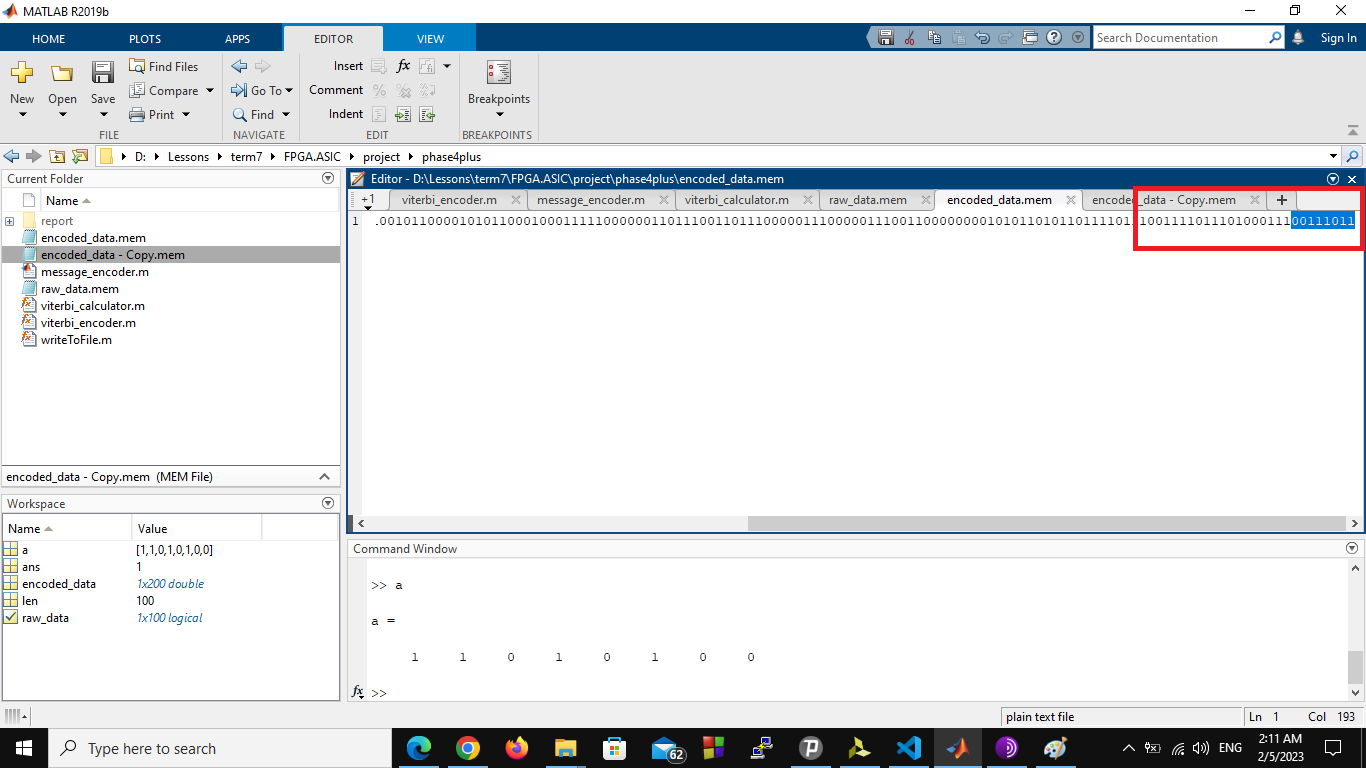 MATLAB R2019b
HOME PLOTS APPS EDITOR VIEW
Search Documentation
Sign In
New
Open
Save
Find Files
Compare
Print
FILE
Go To
Find
NAVIGATE
Insert
fx
Comment
Indent
EDIT
Breakpoints
BREAKPOINTS
D: Lessons term7 FPGA.ASIC project phase4plus
Current Folder
Name
report
encoded_data.mem
encoded_data - Copy.mem
message_encoder.m
raw_data.mem
viterbi_calculator.m
viterbi_encoder.m
writeToFile.m
encoded_data - Copy.mem (MEM File)
Workspace
Name Value
a [1,1,0,1,0,1,0,0]
ans 1
encoded_data 1x200 double
len 100
raw_data 1x100 logical
Editor - D:\Lessons\term7\FPGA.ASIC\project\phase4plus\encoded_data.mem
+1 viterbi_encoder.m message_encoder.m viterbi_calculator.m raw_data.mem encoded_data.mem
1
Command Window
>> a
a =
1 1 0 1 0 1 0 0
fx >>
plain text file
Ln 1 Col 193
Type here to search
62
ENG
2:11 AM
2/5/2023